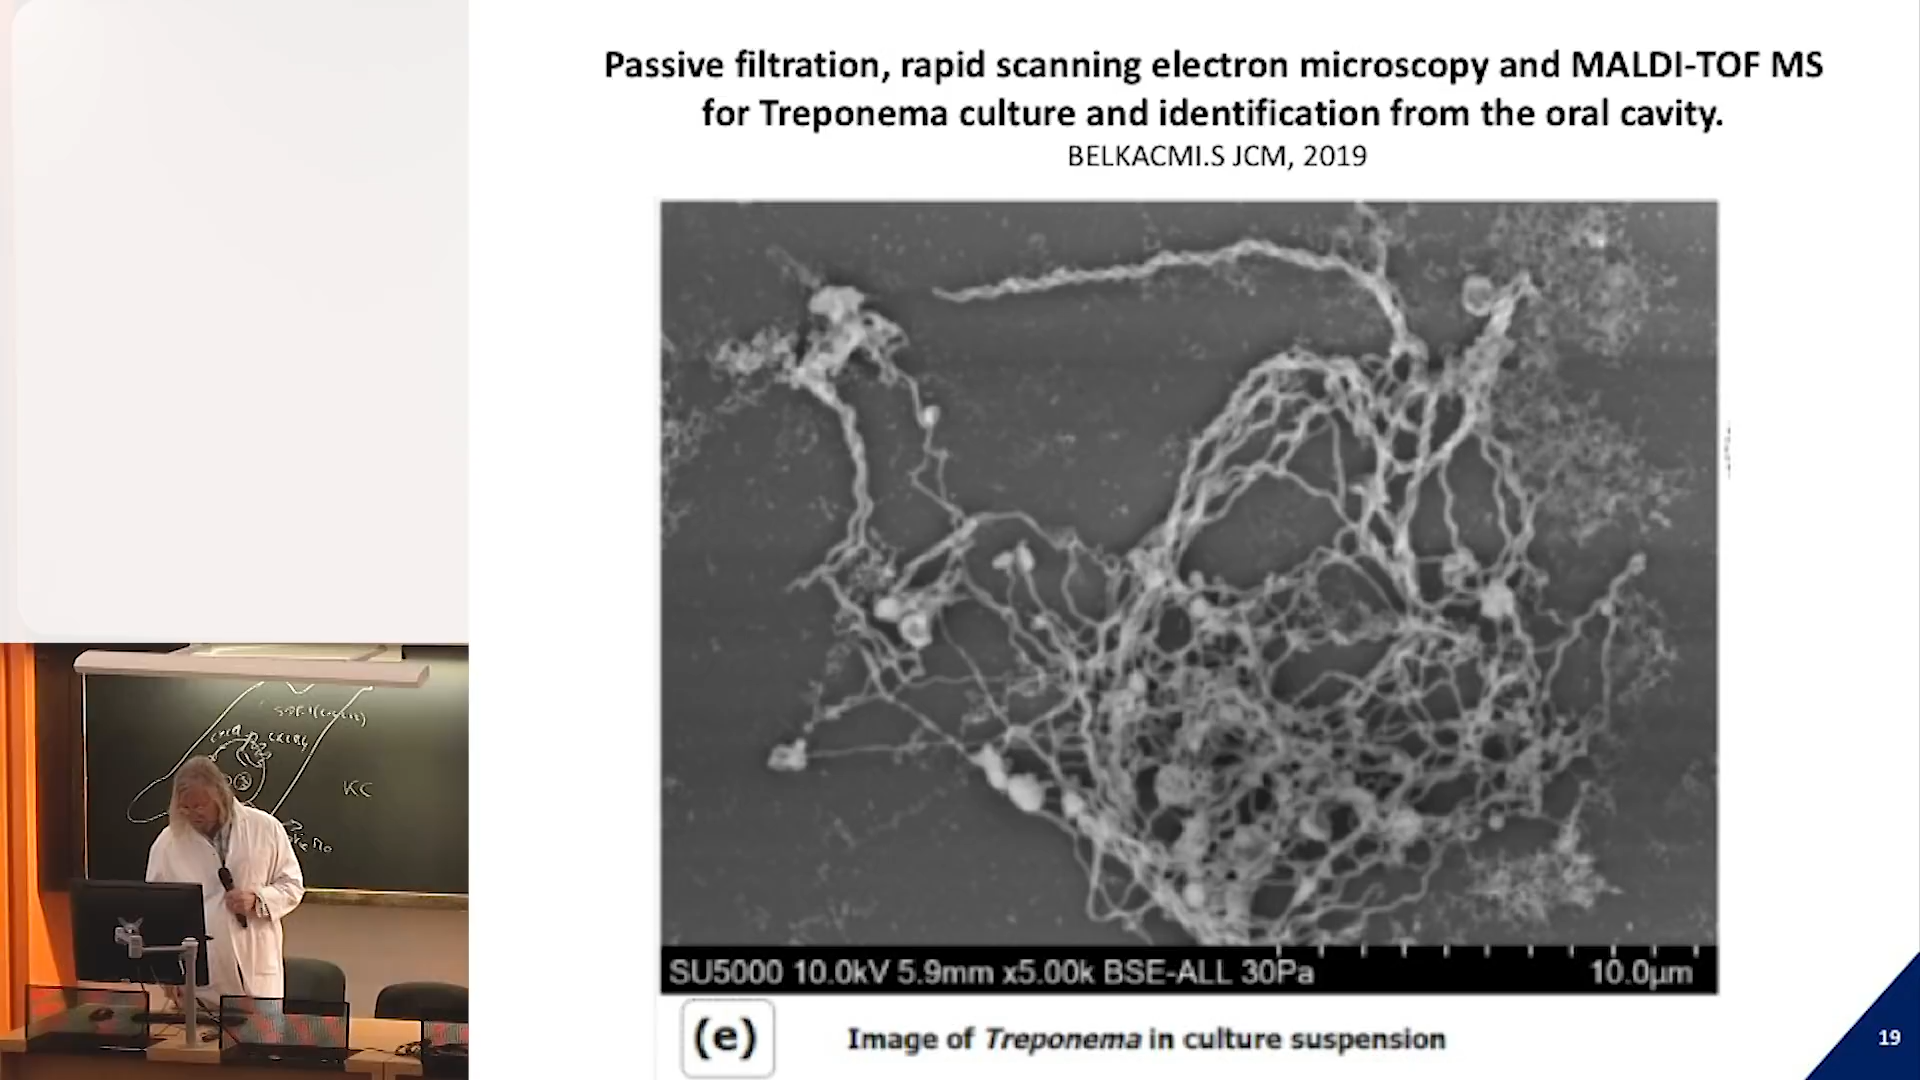 Passive filtration, rapid scanning electron microscopy and MALDI-TOF MS
for Treponema culture and identification from the oral cavity.
BELKACMI.S JCM, 2019
SU5000 10.0kV 5.9mm x5.00k BSE-ALL 30Pa 10.0µm
(e) Image of Treponema in culture suspension
19
KC